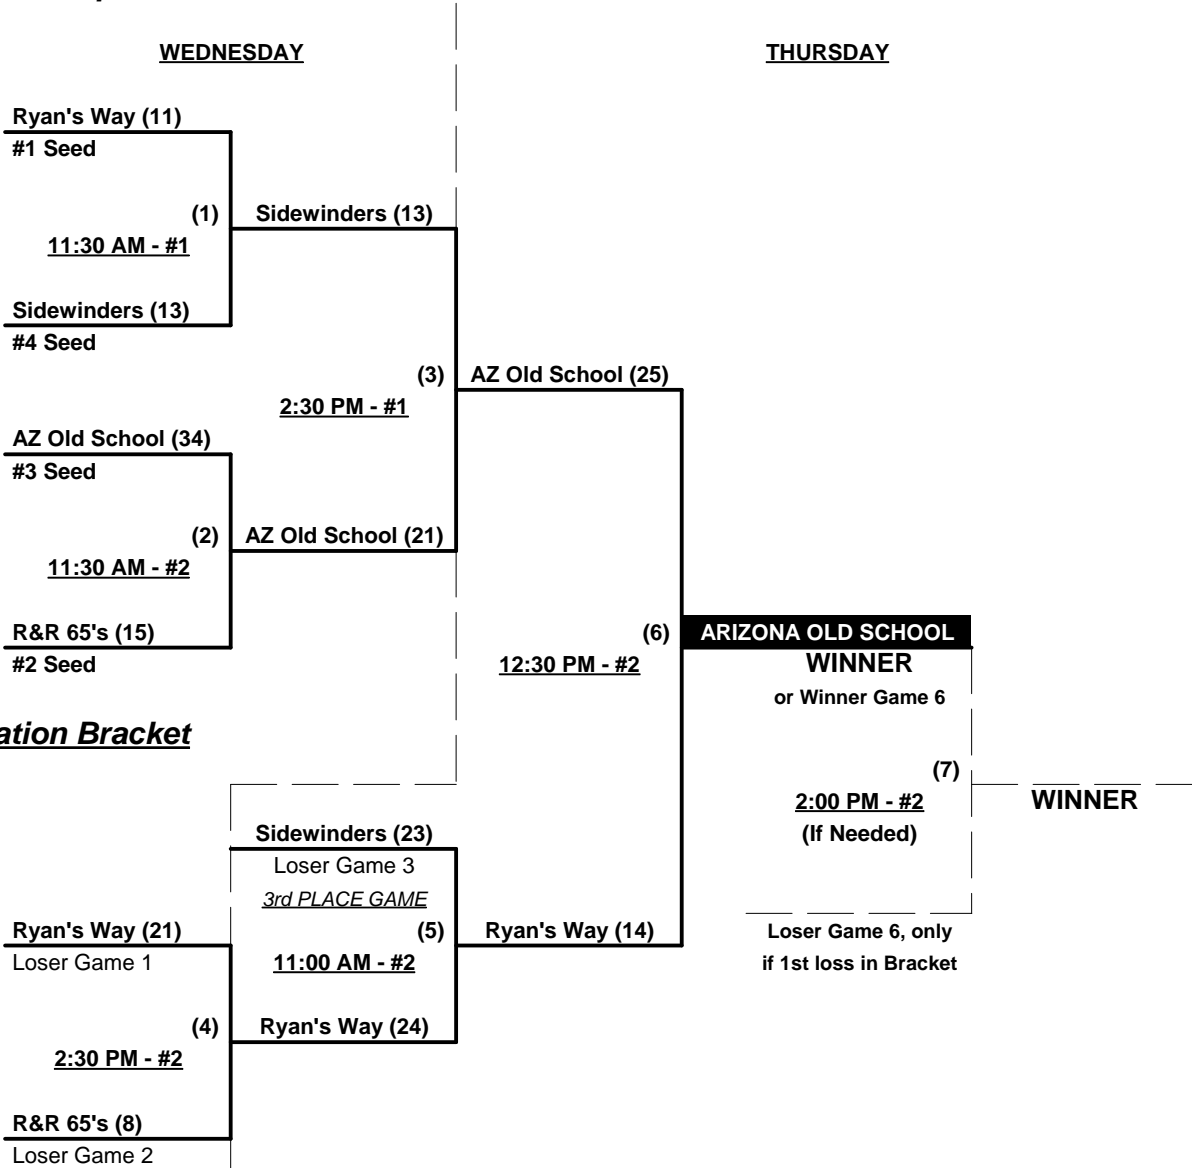 WEDNESDAY
THURSDAY
Ryan's Way (11)
#1 Seed
(1)
11:30 AM - #1
Sidewinders (13)
Sidewinders (13)
#4 Seed
(3)
2:30 PM - #1
AZ Old School (25)
AZ Old School (34)
#3 Seed
(2)
11:30 AM - #2
AZ Old School (21)
R&R 65's (15)
#2 Seed
(6)
12:30 PM - #2
ARIZONA OLD SCHOOL
WINNER
or Winner Game 6
(7)
2:00 PM - #2
(If Needed)
WINNER
Loser Game 6, only
if 1st loss in Bracket
ation Bracket
Sidewinders (23)
Loser Game 3
3rd PLACE GAME
(5)
11:00 AM - #2
Ryan's Way (14)
Ryan's Way (21)
Loser Game 1
(4)
2:30 PM - #2
Ryan's Way (24)
R&R 65's (8)
Loser Game 2